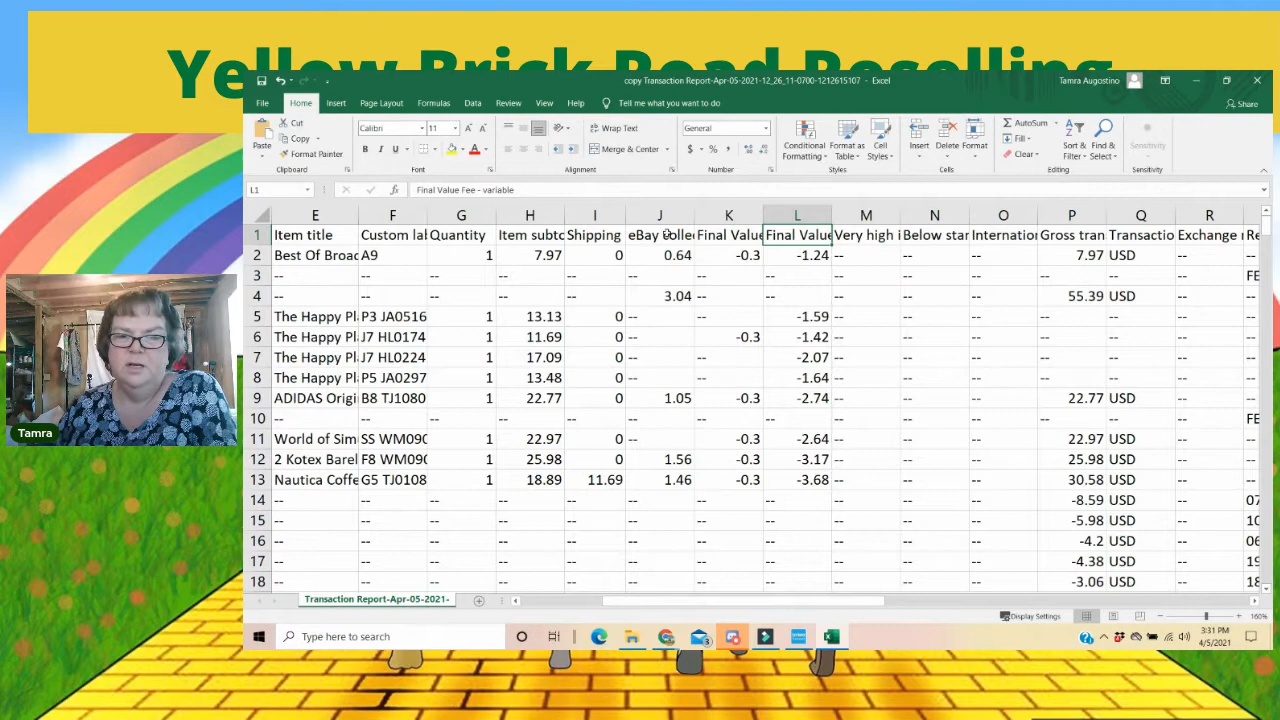 Yellow Brick Road Reselling
copy Transaction Report-Apr-05-2021-12_26_11-0700-1212615107 - Excel
Tamra Augostino
File Home Insert Page Layout Formulas Data Review View Help Tell me what you want to do Share
Cut
Copy
Format Painter
Paste
Clipboard
Calibri 11
B I U
Font
Wrap Text
Merge & Center
Alignment
General
$ % ,
Number
Conditional Formatting
Format as Table
Cell Styles
Styles
Insert Delete Format
Cells
AutoSum
Fill
Clear
Sort & Filter
Find & Select
Editing
Sensitivity
Sensitivity
L1 fx Final Value Fee - variable
E F G H I J K L M N O P Q R
1 Item title Custom lal Quantity Item subto Shipping eBay colle Final Value Final Value Very high i Below star Internatio Gross tran Transactio Exchange r Re
2 Best Of Broad A9 1 7.97 0 0.64 -0.3 -1.24 -- -- -- 7.97 USD -- --
3 -- -- -- -- -- -- -- -- -- -- -- -- -- -- FE
4 -- -- -- -- -- 3.04 -- -- -- -- -- 55.39 USD -- --
5 The Happy Pl P3 JA0516 1 13.13 0 -- -- -1.59 -- -- -- -- -- -- --
6 The Happy Pl J7 HL0174 1 11.69 0 -- -0.3 -1.42 -- -- -- -- -- -- --
7 The Happy Pl J7 HL0224 1 17.09 0 -- -- -2.07 -- -- -- -- -- -- --
8 The Happy Pl P5 JA0297 1 13.48 0 -- -- -1.64 -- -- -- -- -- -- --
9 ADIDAS Origi B8 TJ1080 1 22.77 0 1.05 -0.3 -2.74 -- -- -- 22.77 USD -- --
10 -- -- -- -- -- -- -- -- -- -- -- -- -- -- FE
11 World of Sim SS WM090 1 22.97 0 -- -0.3 -2.64 -- -- -- 22.97 USD -- --
12 2 Kotex Barel F8 WM090 1 25.98 0 1.56 -0.3 -3.17 -- -- -- 25.98 USD -- --
13 Nautica Coffe G5 TJ0108 1 18.89 11.69 1.46 -0.3 -3.68 -- -- -- 30.58 USD -- --
14 -- -- -- -- -- -- -- -- -- -- -- -8.59 USD -- 07
15 -- -- -- -- -- -- -- -- -- -- -- -5.98 USD -- 10
16 -- -- -- -- -- -- -- -- -- -- -- -4.2 USD -- 06
17 -- -- -- -- -- -- -- -- -- -- -- -4.38 USD -- 19
18 -- -- -- -- -- -- -- -- -- -- -- -3.06 USD -- 18
Tamra
Transaction Report-Apr-05-2021-
Display Settings 160%
Type here to search
3:31 PM
4/5/2021